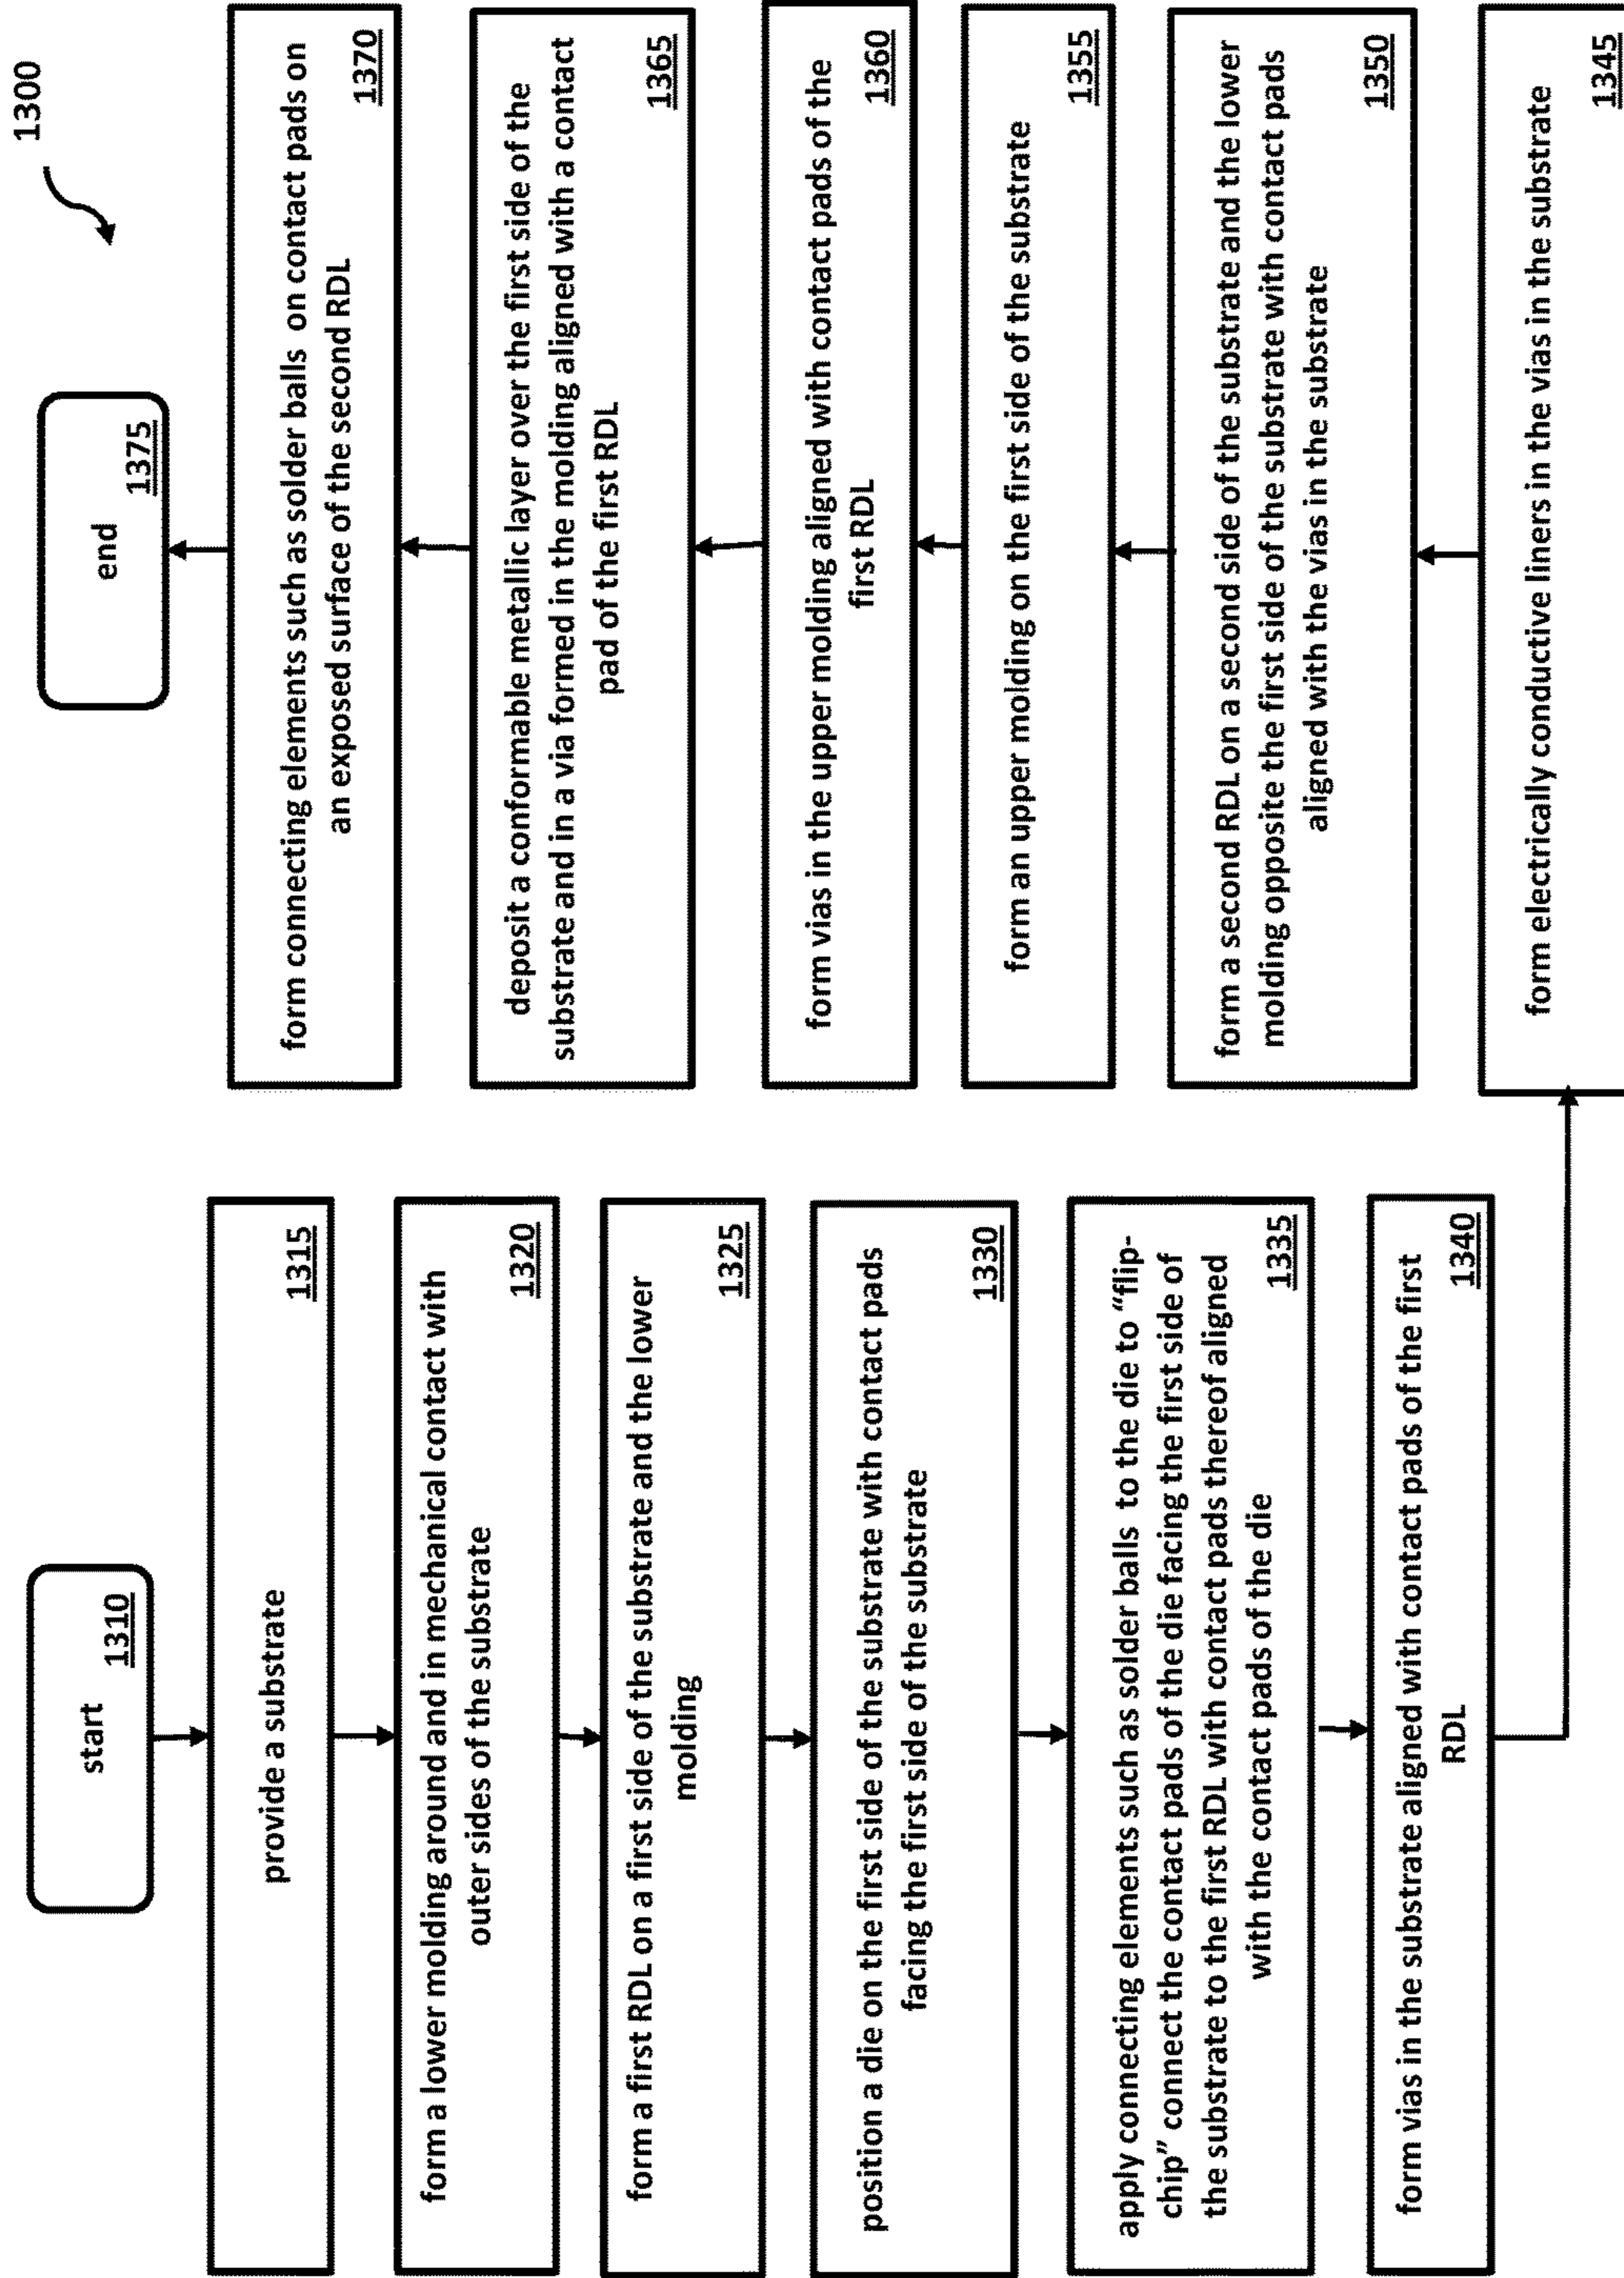 1300
start
1310
provide a substrate
1315
form a lower molding around and in mechanical contact with
outer sides of the substrate
1320
form a first RDL on a first side of the substrate and the lower
molding
1325
position a die on the first side of the substrate with contact pads
facing the first side of the substrate
1330
apply connecting elements such as solder balls to the die to “flip-
chip” connect the contact pads of the die facing the first side of
the substrate to the first RDL with contact pads thereof aligned
with the contact pads of the die
1335
form vias in the substrate aligned with contact pads of the first
RDL
1340
form electrically conductive liners in the vias in the substrate
1345
form a second RDL on a second side of the substrate and the lower
molding opposite the first side of the substrate with contact pads
aligned with the vias in the substrate
1350
form an upper molding on the first side of the substrate
1355
form vias in the upper molding aligned with contact pads of the
first RDL
1360
deposit a conformable metallic layer over the first side of the
substrate and in a via formed in the molding aligned with a contact
pad of the first RDL
1365
form connecting elements such as solder balls on contact pads on
an exposed surface of the second RDL
1370
end
1375